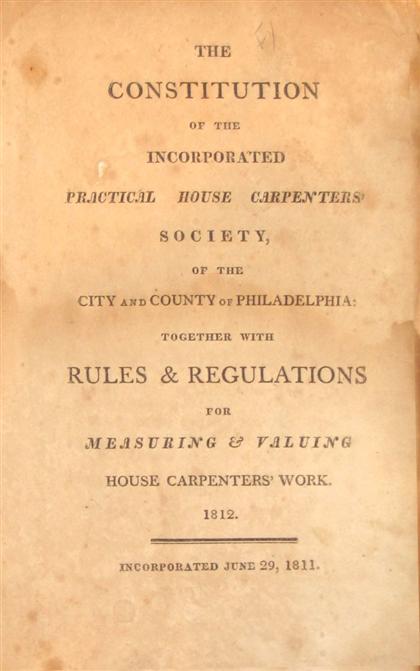 THE
CONSTITUTION
OF THE
INCORPORATED
PRACTICAL HOUSE CARPENTERS'
SOCIETY,
OF THE
CITY AND COUNTY OF PHILADELPHIA:
TOGETHER WITH
RULES & REGULATIONS
FOR
MEASURING & VALUING
HOUSE CARPENTERS' WORK.
1812.
INCORPORATED JUNE 29, 1811.